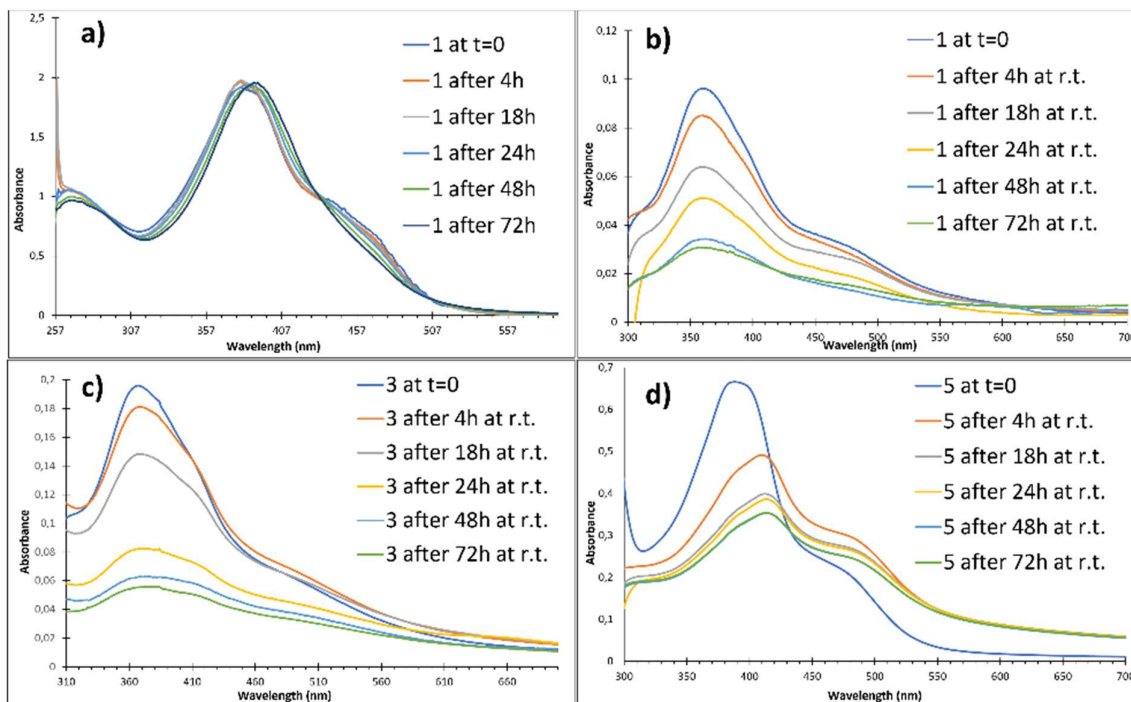 a)
2,5
2
1,5
1
0,5
0
Absorbance
257 307 357 407 457 507 557
Wavelength (nm)
1 at t=0
1 after 4h
1 after 18h
1 after 24h
1 after 48h
1 after 72h
b)
0,12
0,1
0,08
0,06
0,04
0,02
0
Absorbance
300 350 400 450 500 550 600 650 700
Wavelength (nm)
1 at t=0
1 after 4h at r.t.
1 after 18h at r.t.
1 after 24h at r.t.
1 after 48h at r.t.
1 after 72h at r.t.
c)
0,2
0,18
0,16
0,14
0,12
0,1
0,08
0,06
0,04
0,02
0
Absorbance
310 360 410 460 510 560 610 660
Wavelength (nm)
3 at t=0
3 after 4h at r.t.
3 after 18h at r.t.
3 after 24h at r.t.
3 after 48h at r.t.
3 after 72h at r.t.
d)
0,7
0,6
0,5
0,4
0,3
0,2
0,1
0
Absorbance
300 350 400 450 500 550 600 650 700
Wavelength (nm)
5 at t=0
5 after 4h at r.t.
5 after 18h at r.t.
5 after 24h at r.t.
5 after 48h at r.t.
5 after 72h at r.t.